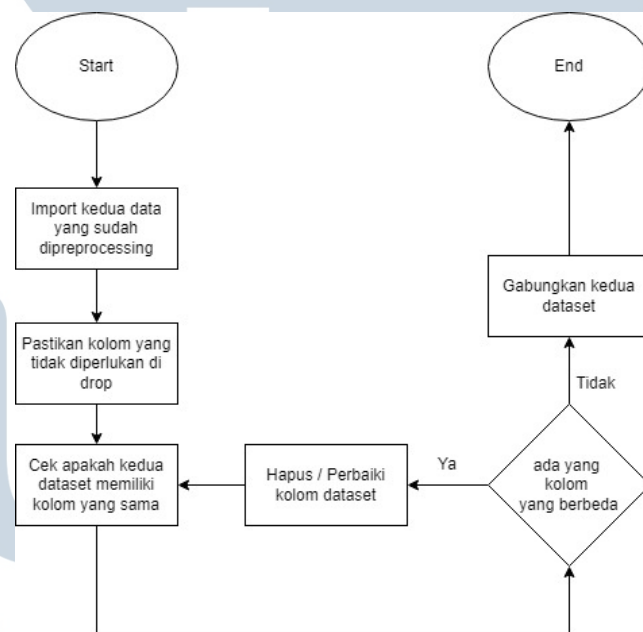 Start
End
Import kedua data
yang sudah
dipreprocessing
Gabungkan kedua
dataset
Pastikan kolom yang
tidak diperlukan di
drop
Tidak
Cek apakah kedua
dataset memiliki
kolom yang sama
Hapus / Perbaiki
kolom dataset
Ya
ada yang
kolom
yang berbeda